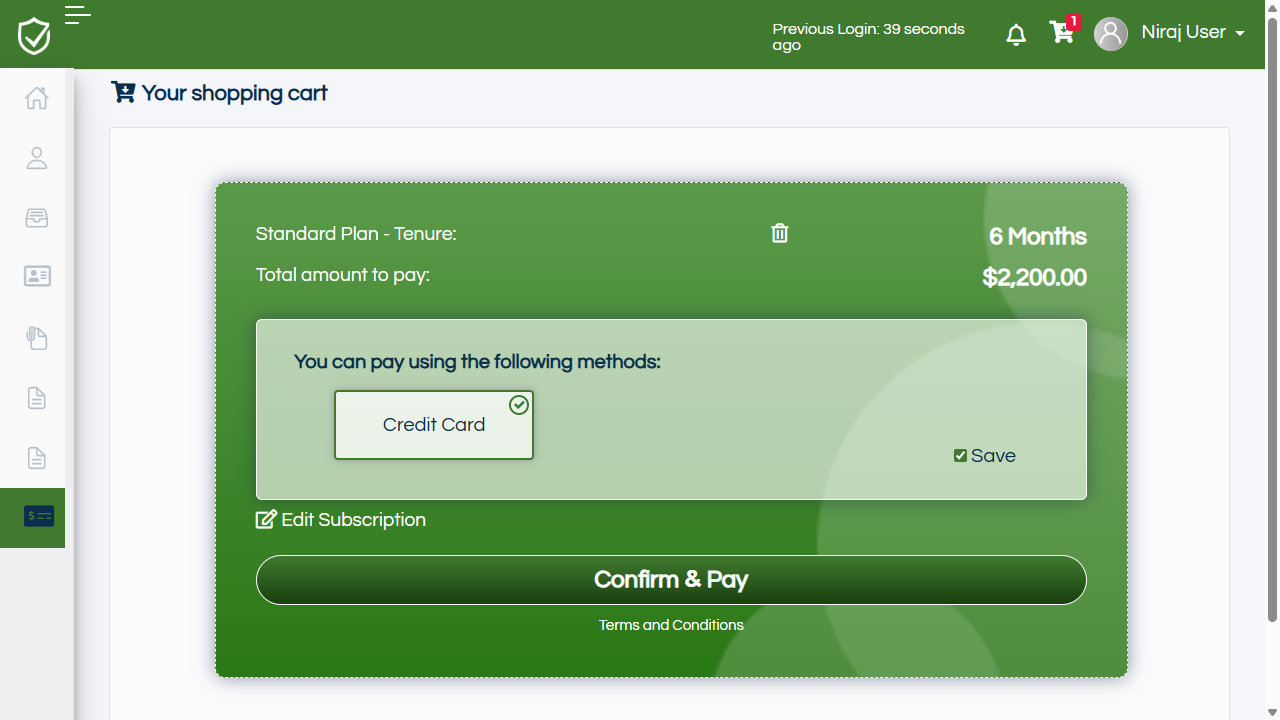 Previous Login: 39 seconds
ago
1
Niraj User
Your shopping cart
Standard Plan - Tenure:
6 Months
Total amount to pay:
$2,200.00
You can pay using the following methods:
Credit Card
Save
Edit Subscription
Confirm & Pay
Terms and Conditions